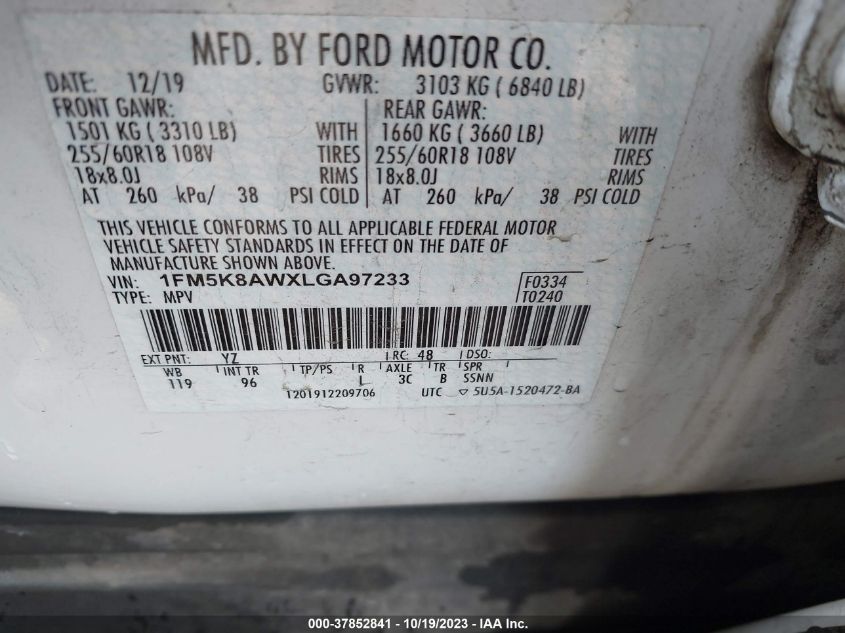 MFD. BY FORD MOTOR CO.
DATE: 12/19 GVWR: 3103 KG ( 6840 LB)
FRONT GAWR: REAR GAWR:
1501 KG ( 3310 LB) WITH 1660 KG ( 3660 LB) WITH
255/60R18 108V TIRES 255/60R18 108V TIRES
18x8.0J RIMS 18x8.0J RIMS
AT 260 kPa/ 38 PSI COLD AT 260 kPa/ 38 PSI COLD
THIS VEHICLE CONFORMS TO ALL APPLICABLE FEDERAL MOTOR
VEHICLE SAFETY STANDARDS IN EFFECT ON THE DATE OF
MANUFACTURE SHOWN ABOVE.
VIN: 1FM5K8AWXLGA97233 F0334
TYPE: MPV T0240
EXT PNT: YZ RC: 48 DSO:
WB INT TR TP/PS R AXLE TR SPR
119 96 L 3C B SSNN
1201912209706 UTC ▽ 5U5A-1520472-BA
000-37852841 - 10/19/2023 - IAA Inc.